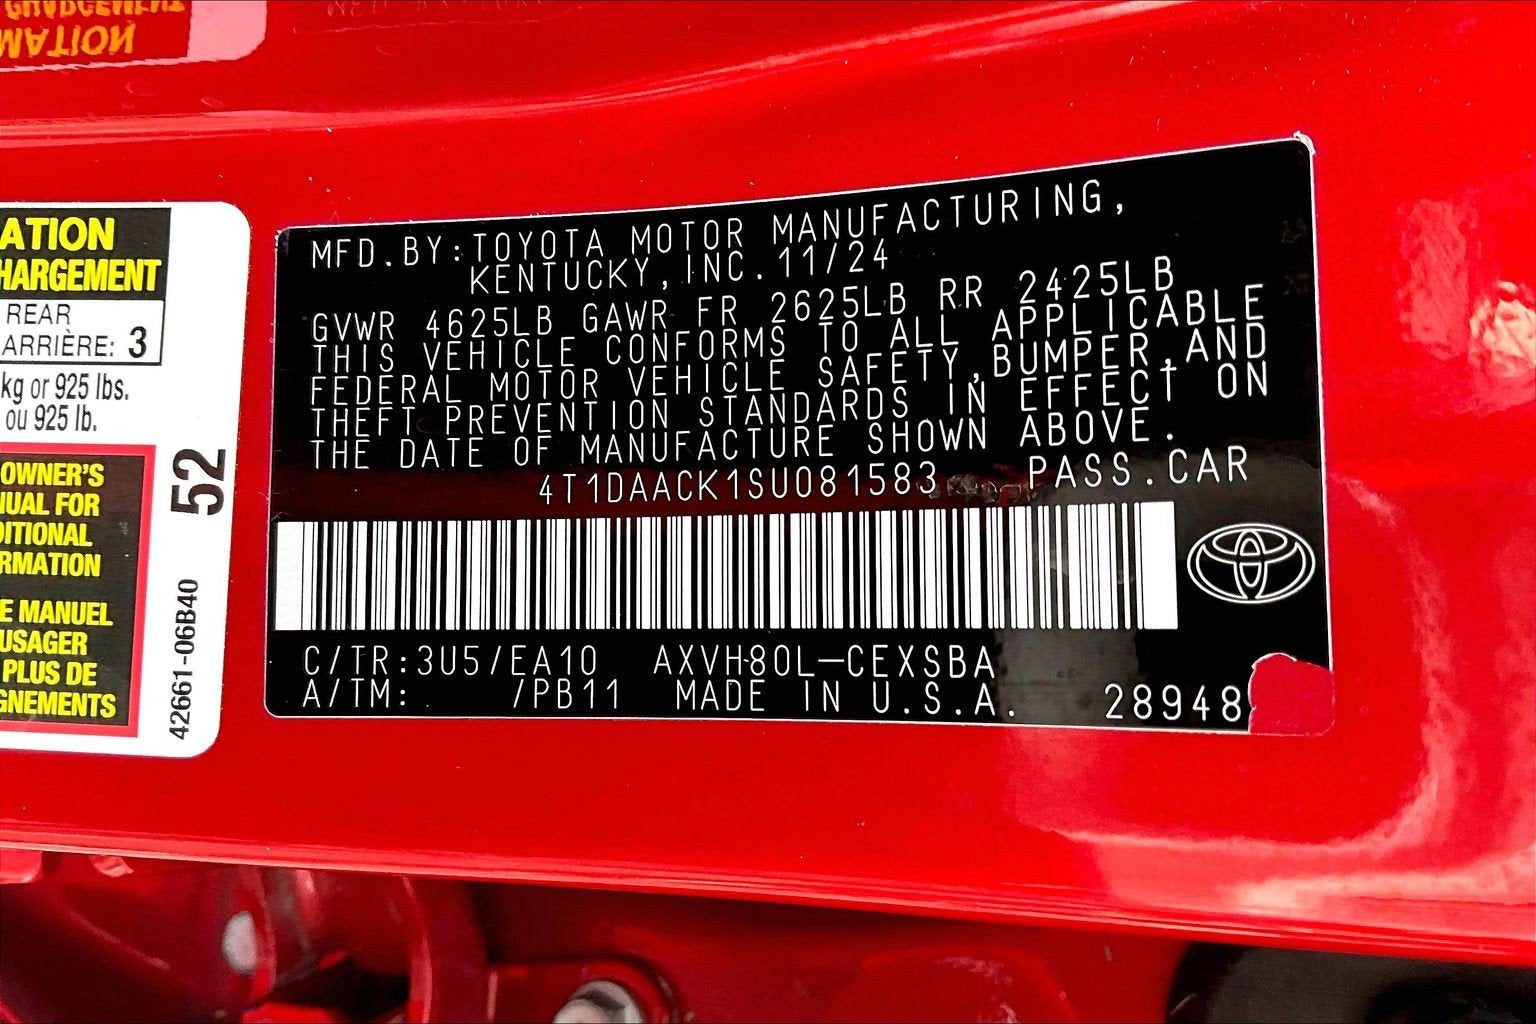 ATION
HARGEMENT
REAR
ARRIÈRE: 3
kg or 925 lbs.
ou 925 lb.
OWNER'S
UAL FOR
DITIONAL
RMATION
E MANUEL
USAGER
PLUS DE
GNEMENTS
52
42661-06B40
MFD.BY:TOYOTA MOTOR MANUFACTURING,
KENTUCKY,INC.11/24
GVWR 4625LB GAWR FR 2625LB RR 2425LB
THIS VEHICLE CONFORMS TO ALL APPLICABLE
FEDERAL MOTOR VEHICLE SAFETY,BUMPER,AND
THEFT PREVENTION STANDARDS IN EFFECT ON
THE DATE OF MANUFACTURE SHOWN ABOVE.
4T1DAACK1SU081583 PASS.CAR
C/TR:3U5/EA10 AXVH80L-CEXSBA
A/TM: /PB11 MADE IN U.S.A. 28948